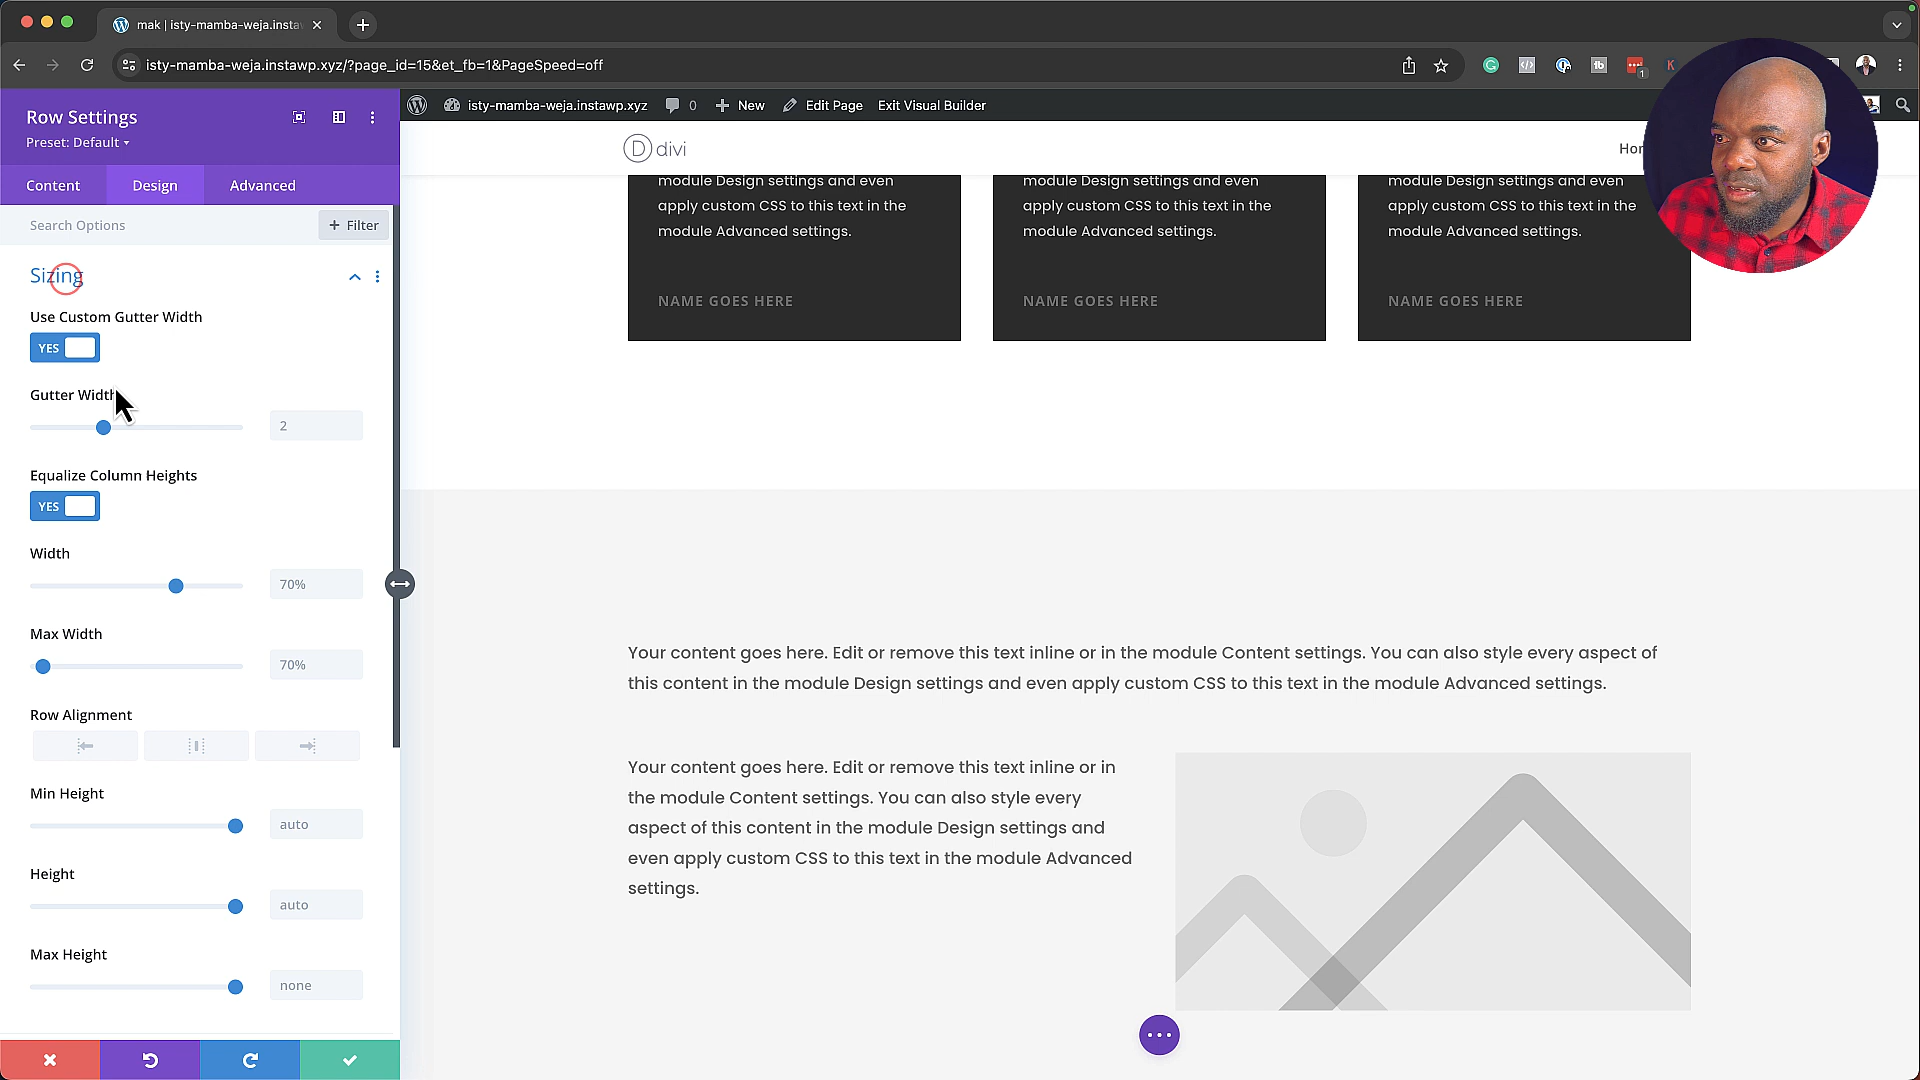 mak | isty-mamba-weja.insta
isty-mamba-weja.instawp.xyz/?page_id=15&et_fb=1&PageSpeed=off
Row Settings
Preset: Default
Content
Design
Advanced
Search Options
+ Filter
Sizing
Use Custom Gutter Width
YES
Gutter Width
2
Equalize Column Heights
YES
Width
70%
Max Width
70%
Row Alignment
Min Height
auto
Height
auto
Max Height
none
isty-mamba-weja.instawp.xyz
0
New
Edit Page
Exit Visual Builder
D divi
Hor
module Design settings and even
apply custom CSS to this text in the
module Advanced settings.
NAME GOES HERE
module Design settings and even
apply custom CSS to this text in the
module Advanced settings.
NAME GOES HERE
module Design settings and even
apply custom CSS to this text in the
module Advanced settings.
NAME GOES HERE
Your content goes here. Edit or remove this text inline or in the module Content settings. You can also style every aspect of
this content in the module Design settings and even apply custom CSS to this text in the module Advanced settings.
Your content goes here. Edit or remove this text inline or in
the module Content settings. You can also style every
aspect of this content in the module Design settings and
even apply custom CSS to this text in the module Advanced
settings.